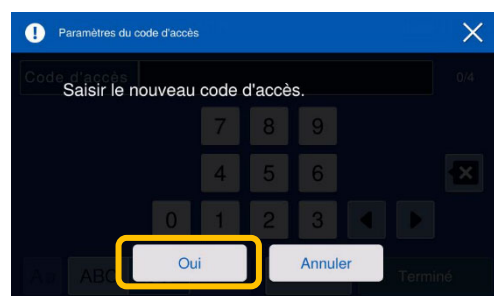 Paramètres du code d'accès
Code d'accès 0/4
Saisir le nouveau code d'accès.
7 8 9
4 5 6
0 1 2 3
Oui Annuler
Aa ABC Terminé